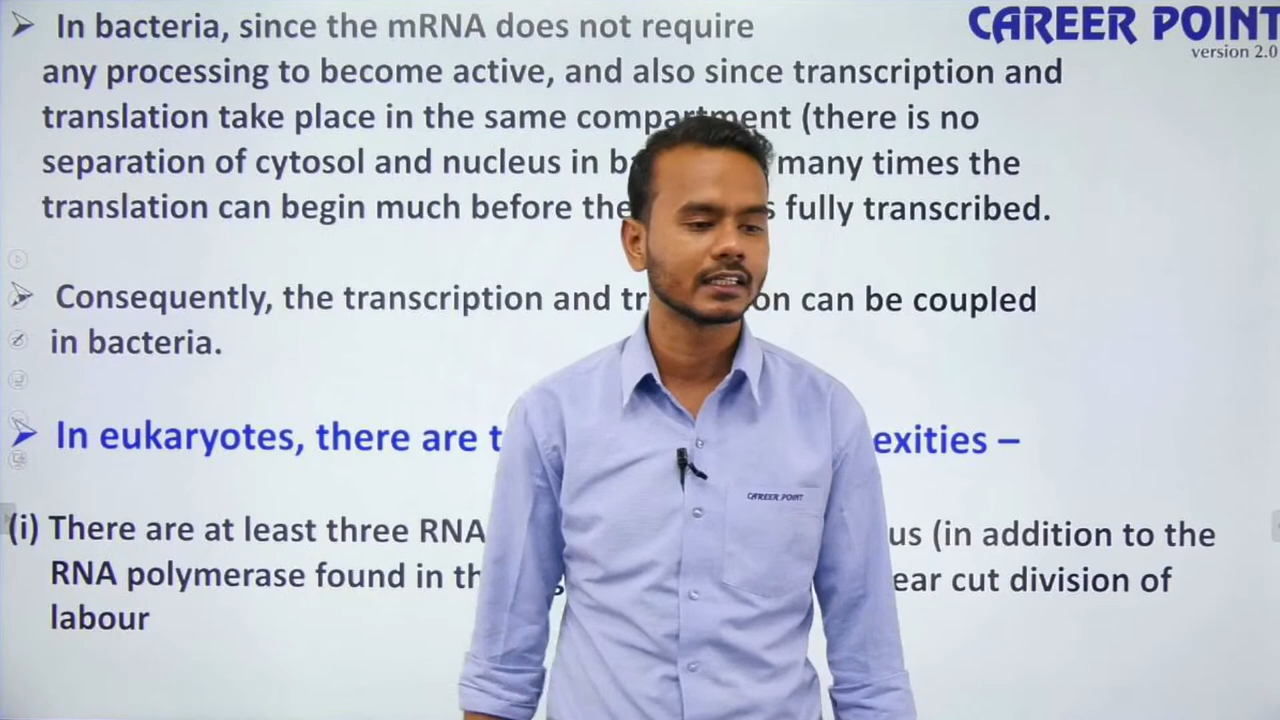 CAREER POINT
version 2.0
In bacteria, since the mRNA does not require
any processing to become active, and also since transcription and
translation take place in the same compartment (there is no
separation of cytosol and nucleus in many times the
translation can begin much before the fully transcribed.
Consequently, the transcription and can be coupled
in bacteria.
In eukaryotes, there are –
(i) There are at least three RNA (in addition to the
RNA polymerase found in cut division of
labour
CAREER POINT